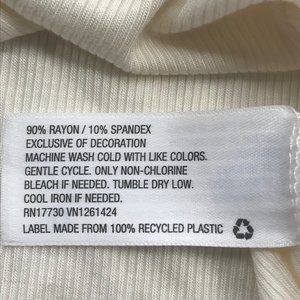 90% RAYON / 10% SPANDEX
EXCLUSIVE OF DECORATION
MACHINE WASH COLD WITH LIKE COLORS.
GENTLE CYCLE. ONLY NON-CHLORINE
BLEACH IF NEEDED. TUMBLE DRY LOW.
COOL IRON IF NEEDED.
RN17730 VN1261424
LABEL MADE FROM 100% RECYCLED PLASTIC